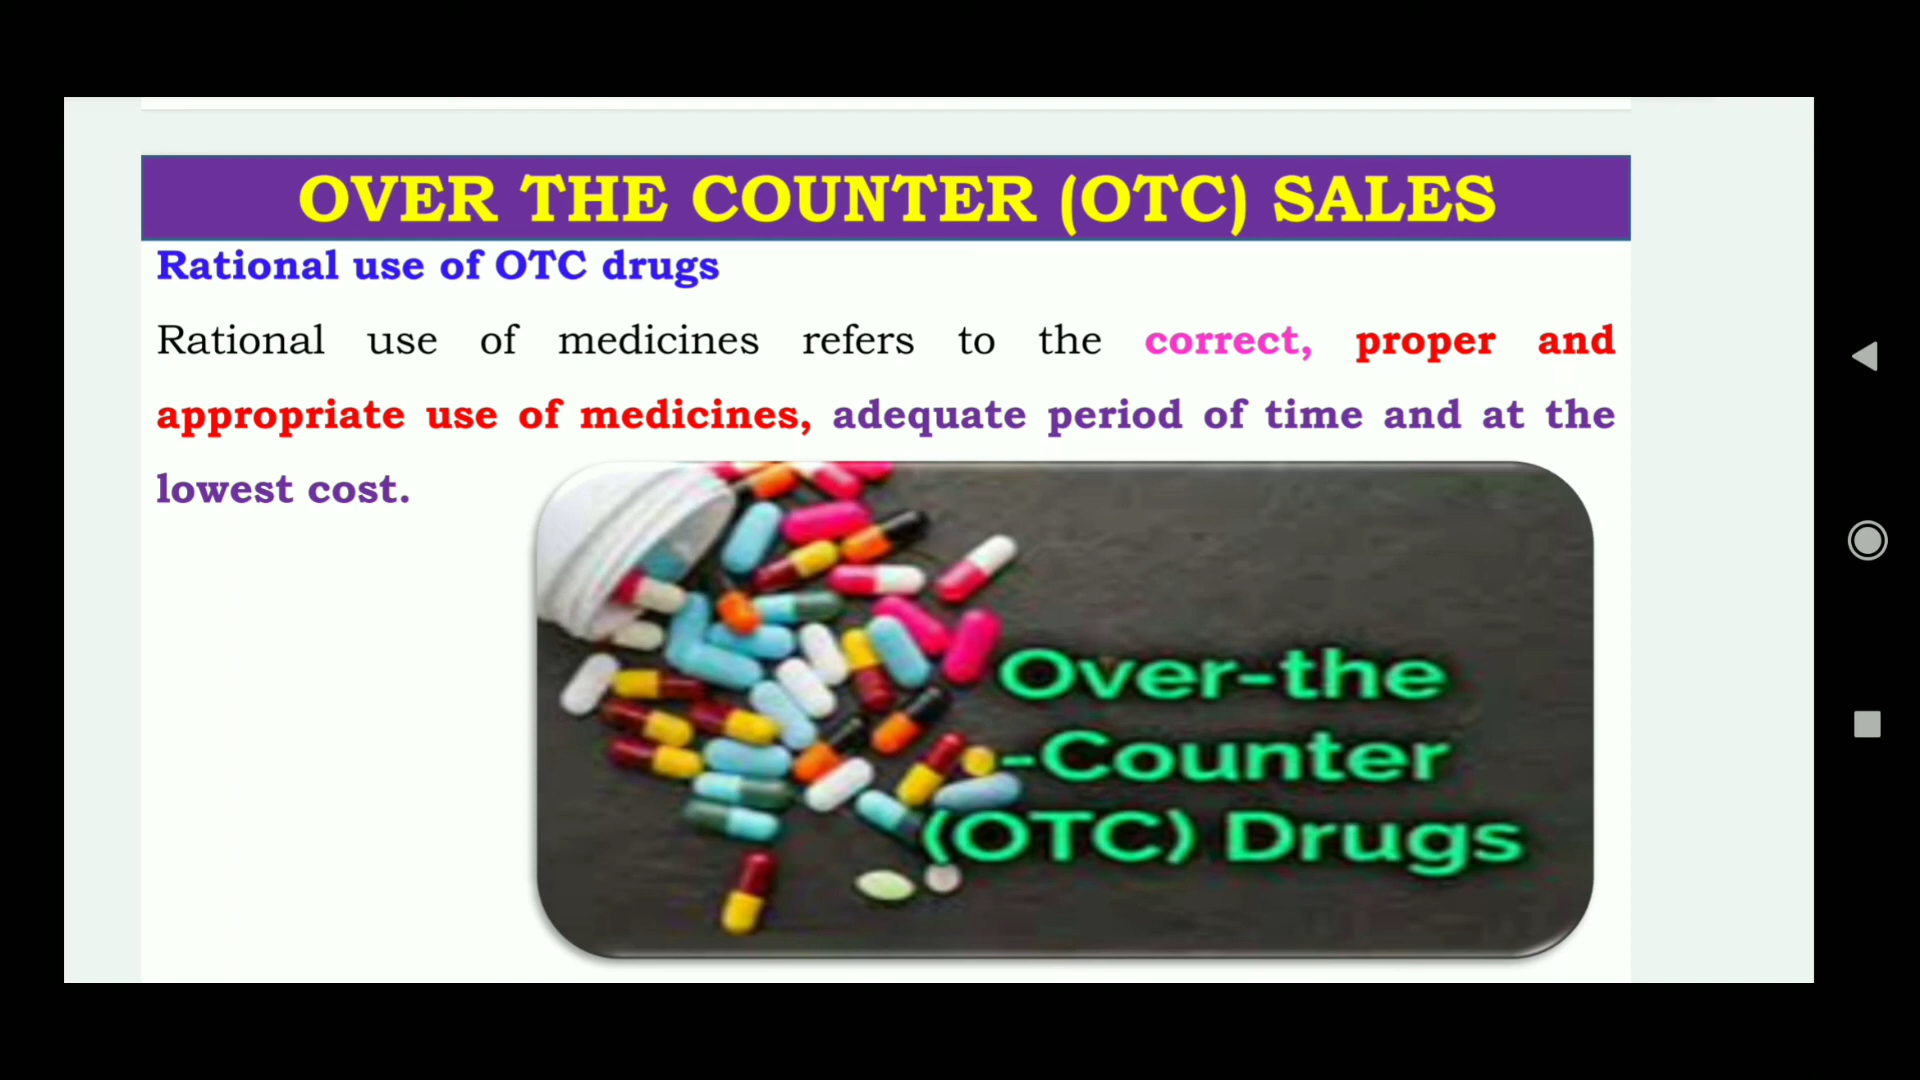 OVER THE COUNTER (OTC) SALES
Rational use of OTC drugs
Rational use of medicines refers to the correct, proper and
appropriate use of medicines, adequate period of time and at the
lowest cost.
Over-the
-Counter
(OTC) Drugs